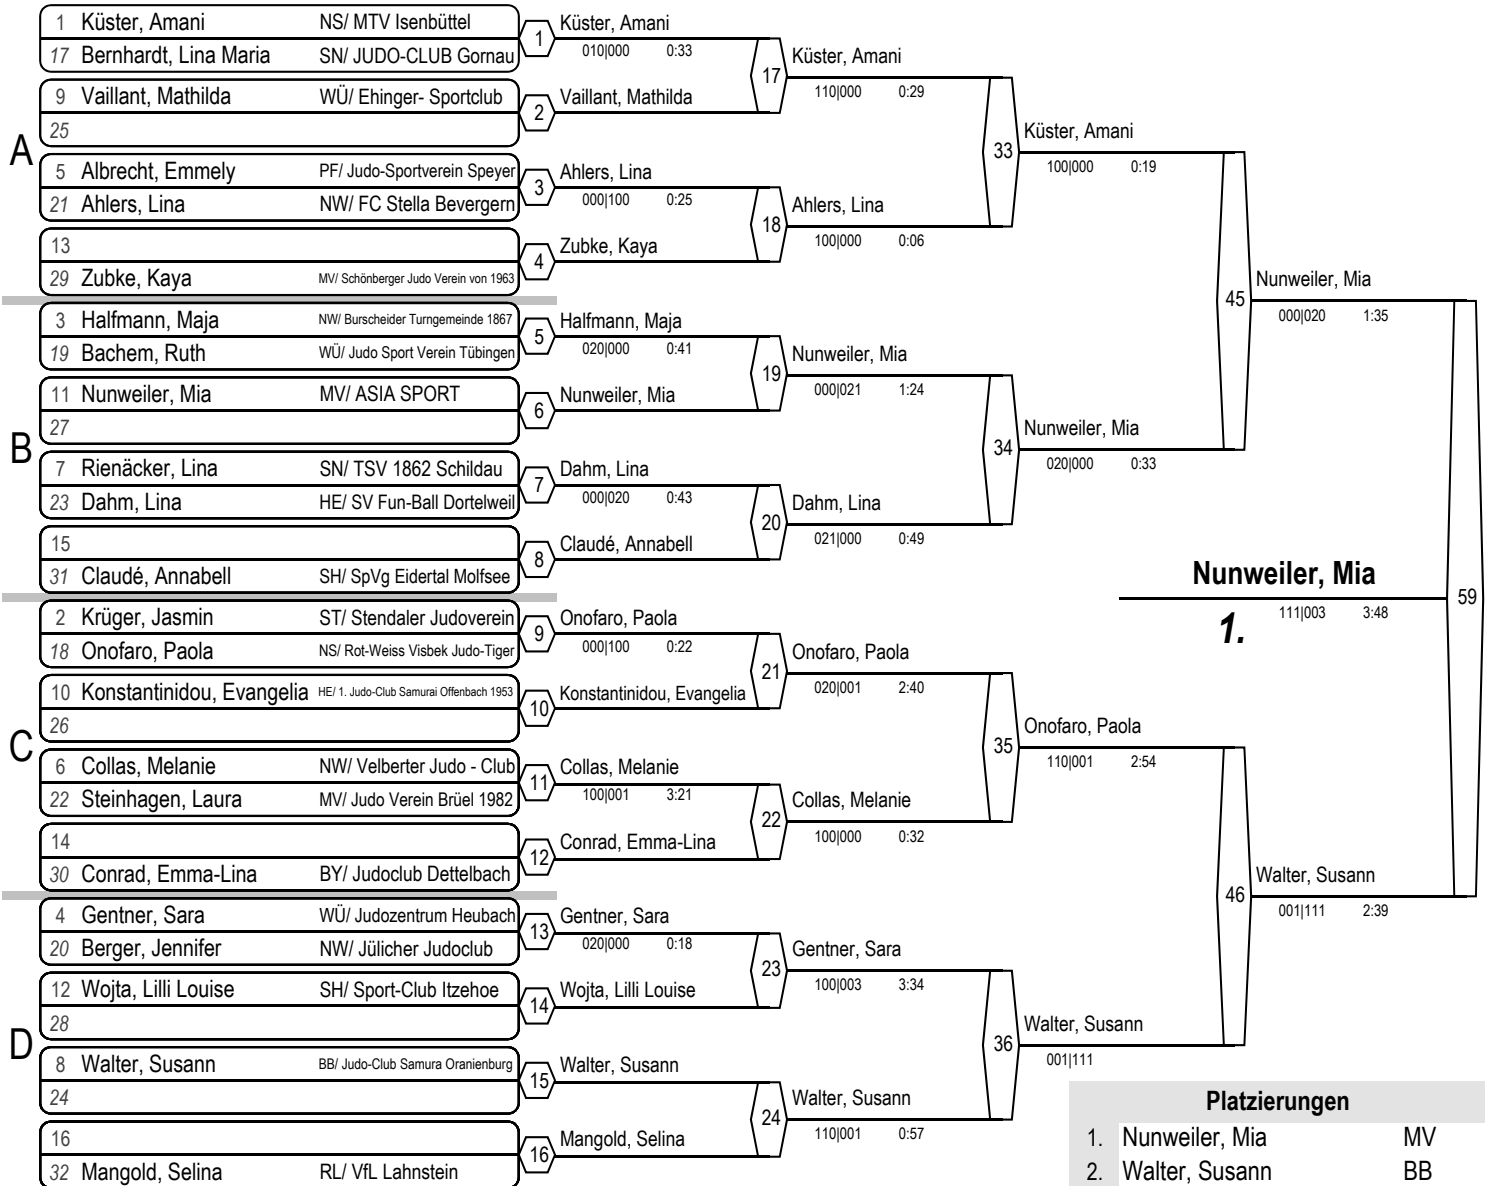 A
1 Küster, Amani NS/ MTV Isenbüttel
17 Bernhardt, Lina Maria SN/ JUDO-CLUB Gornau
9 Vaillant, Mathilda WÜ/ Ehinger- Sportclub
25
5 Albrecht, Emmely PF/ Judo-Sportverein Speyer
21 Ahlers, Lina NW/ FC Stella Bevergern
13
29 Zubke, Kaya MV/ Schönberger Judo Verein von 1963
B
3 Halfmann, Maja NW/ Burscheider Turngemeinde 1867
19 Bachem, Ruth WÜ/ Judo Sport Verein Tübingen
11 Nunweiler, Mia MV/ ASIA SPORT
27
7 Rienäcker, Lina SN/ TSV 1862 Schildau
23 Dahm, Lina HE/ SV Fun-Ball Dortelweil
15
31 Claudé, Annabell SH/ SpVg Eidertal Molfsee
C
2 Krüger, Jasmin ST/ Stendaler Judoverein
18 Onofaro, Paola NS/ Rot-Weiss Visbek Judo-Tiger
10 Konstantinidou, Evangelia HE/ 1. Judo-Club Samurai Offenbach 1953
26
6 Collas, Melanie NW/ Velberter Judo - Club
22 Steinhagen, Laura MV/ Judo Verein Brüel 1982
14
30 Conrad, Emma-Lina BY/ Judoclub Dettelbach
D
4 Gentner, Sara WÜ/ Judozentrum Heubach
20 Berger, Jennifer NW/ Jülicher Judoclub
12 Wojta, Lilli Louise SH/ Sport-Club Itzehoe
28
8 Walter, Susann BB/ Judo-Club Samura Oranienburg
24
16
32 Mangold, Selina RL/ VfL Lahnstein
1 Küster, Amani
010|000 0:33
2 Vaillant, Mathilda
3 Ahlers, Lina
000|100 0:25
4 Zubke, Kaya
5 Halfmann, Maja
020|000 0:41
6 Nunweiler, Mia
7 Dahm, Lina
000|020 0:43
8 Claudé, Annabell
9 Onofaro, Paola
000|100 0:22
10 Konstantinidou, Evangelia
11 Collas, Melanie
100|001 3:21
12 Conrad, Emma-Lina
13 Gentner, Sara
020|000 0:18
14 Wojta, Lilli Louise
15 Walter, Susann
16 Mangold, Selina
17 Küster, Amani
110|000 0:29
18 Ahlers, Lina
100|000 0:06
19 Nunweiler, Mia
000|021 1:24
20 Dahm, Lina
021|000 0:49
21 Onofaro, Paola
020|001 2:40
22 Collas, Melanie
100|000 0:32
23 Gentner, Sara
100|003 3:34
24 Walter, Susann
110|001 0:57
33 Küster, Amani
100|000 0:19
34 Nunweiler, Mia
020|000 0:33
35 Onofaro, Paola
110|001 2:54
36 Walter, Susann
001|111
45 Nunweiler, Mia
000|020 1:35
46 Walter, Susann
001|111 2:39
59
Nunweiler, Mia
1. 111|003 3:48
Platzierungen
1. Nunweiler, Mia MV
2. Walter, Susann BB